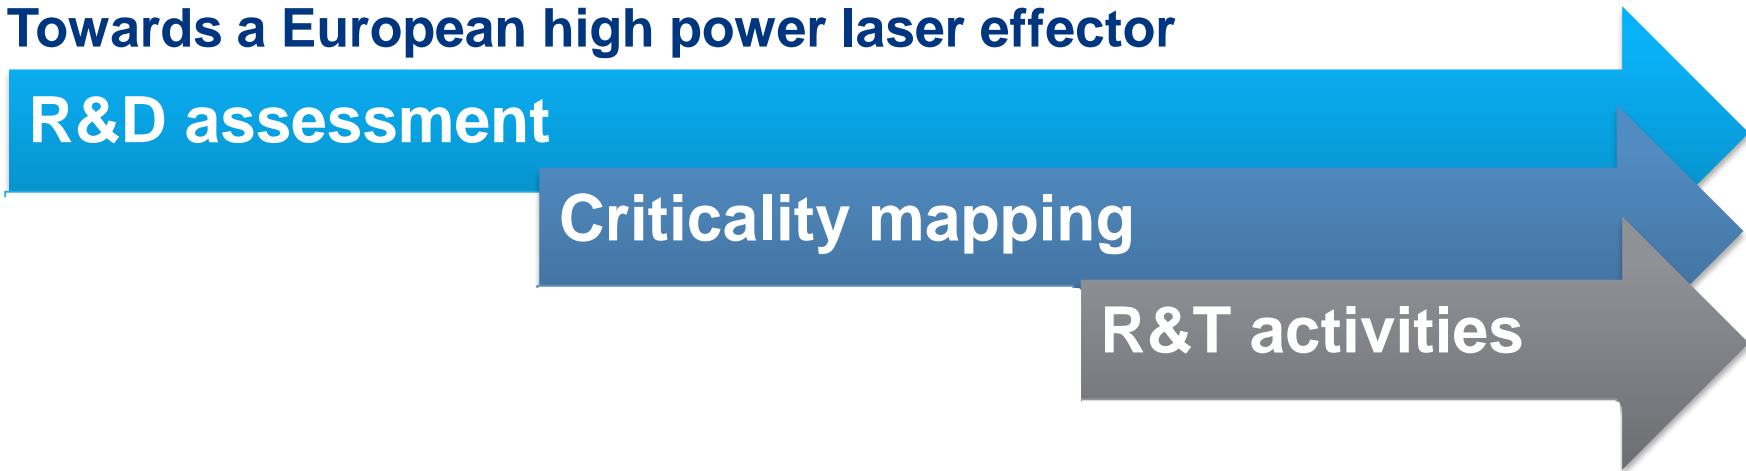 Towards a European high power laser effector
R&D assessment
Criticality mapping
R&T activities